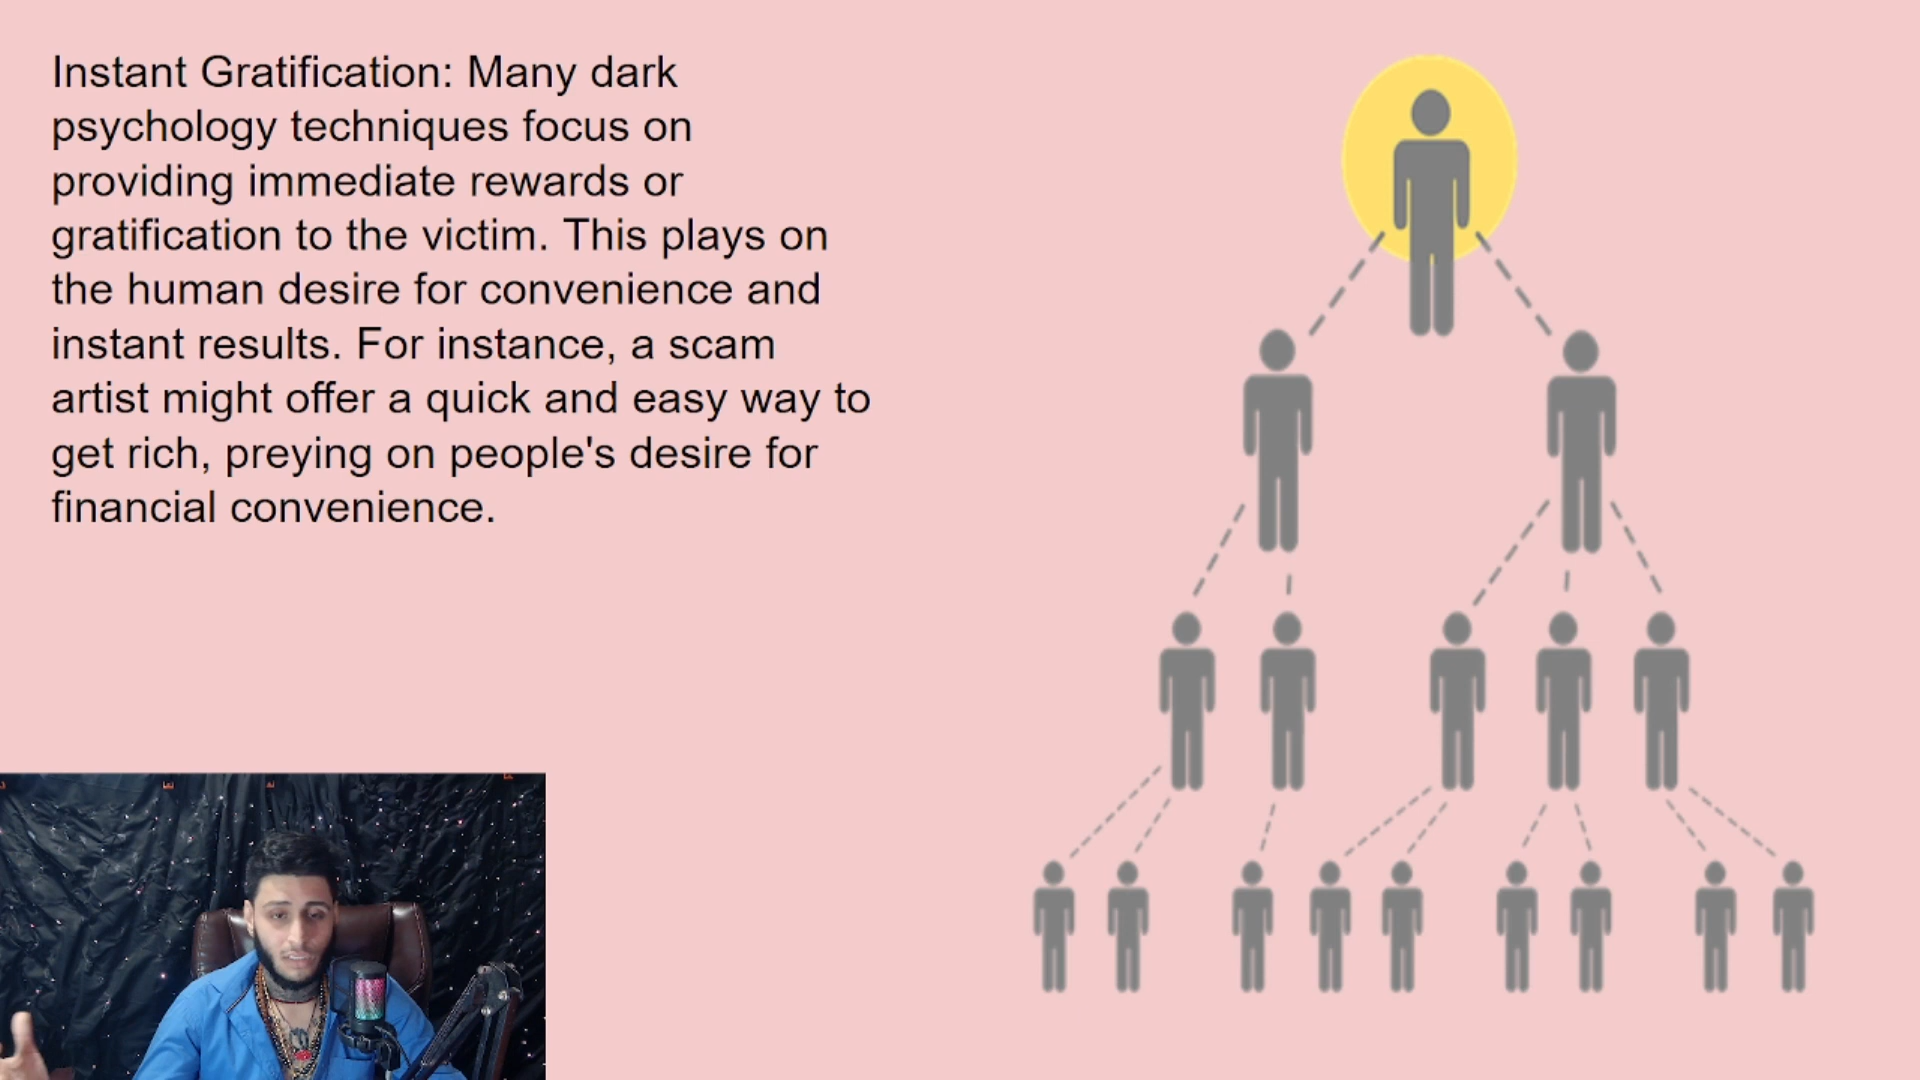 Instant Gratification: Many dark
psychology techniques focus on
providing immediate rewards or
gratification to the victim. This plays on
the human desire for convenience and
instant results. For instance, a scam
artist might offer a quick and easy way to
get rich, preying on people's desire for
financial convenience.